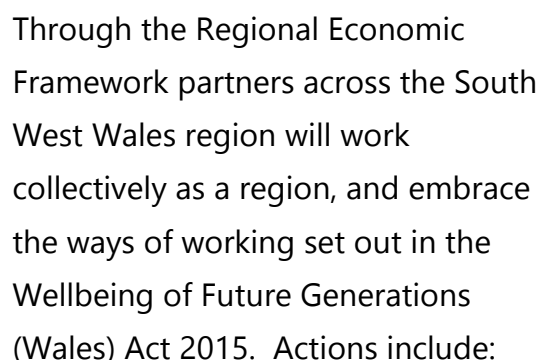 Through the Regional Economic
Framework partners across the South
West Wales region will work
collectively as a region, and embrace
the ways of working set out in the
Wellbeing of Future Generations
(Wales) Act 2015.  Actions include: